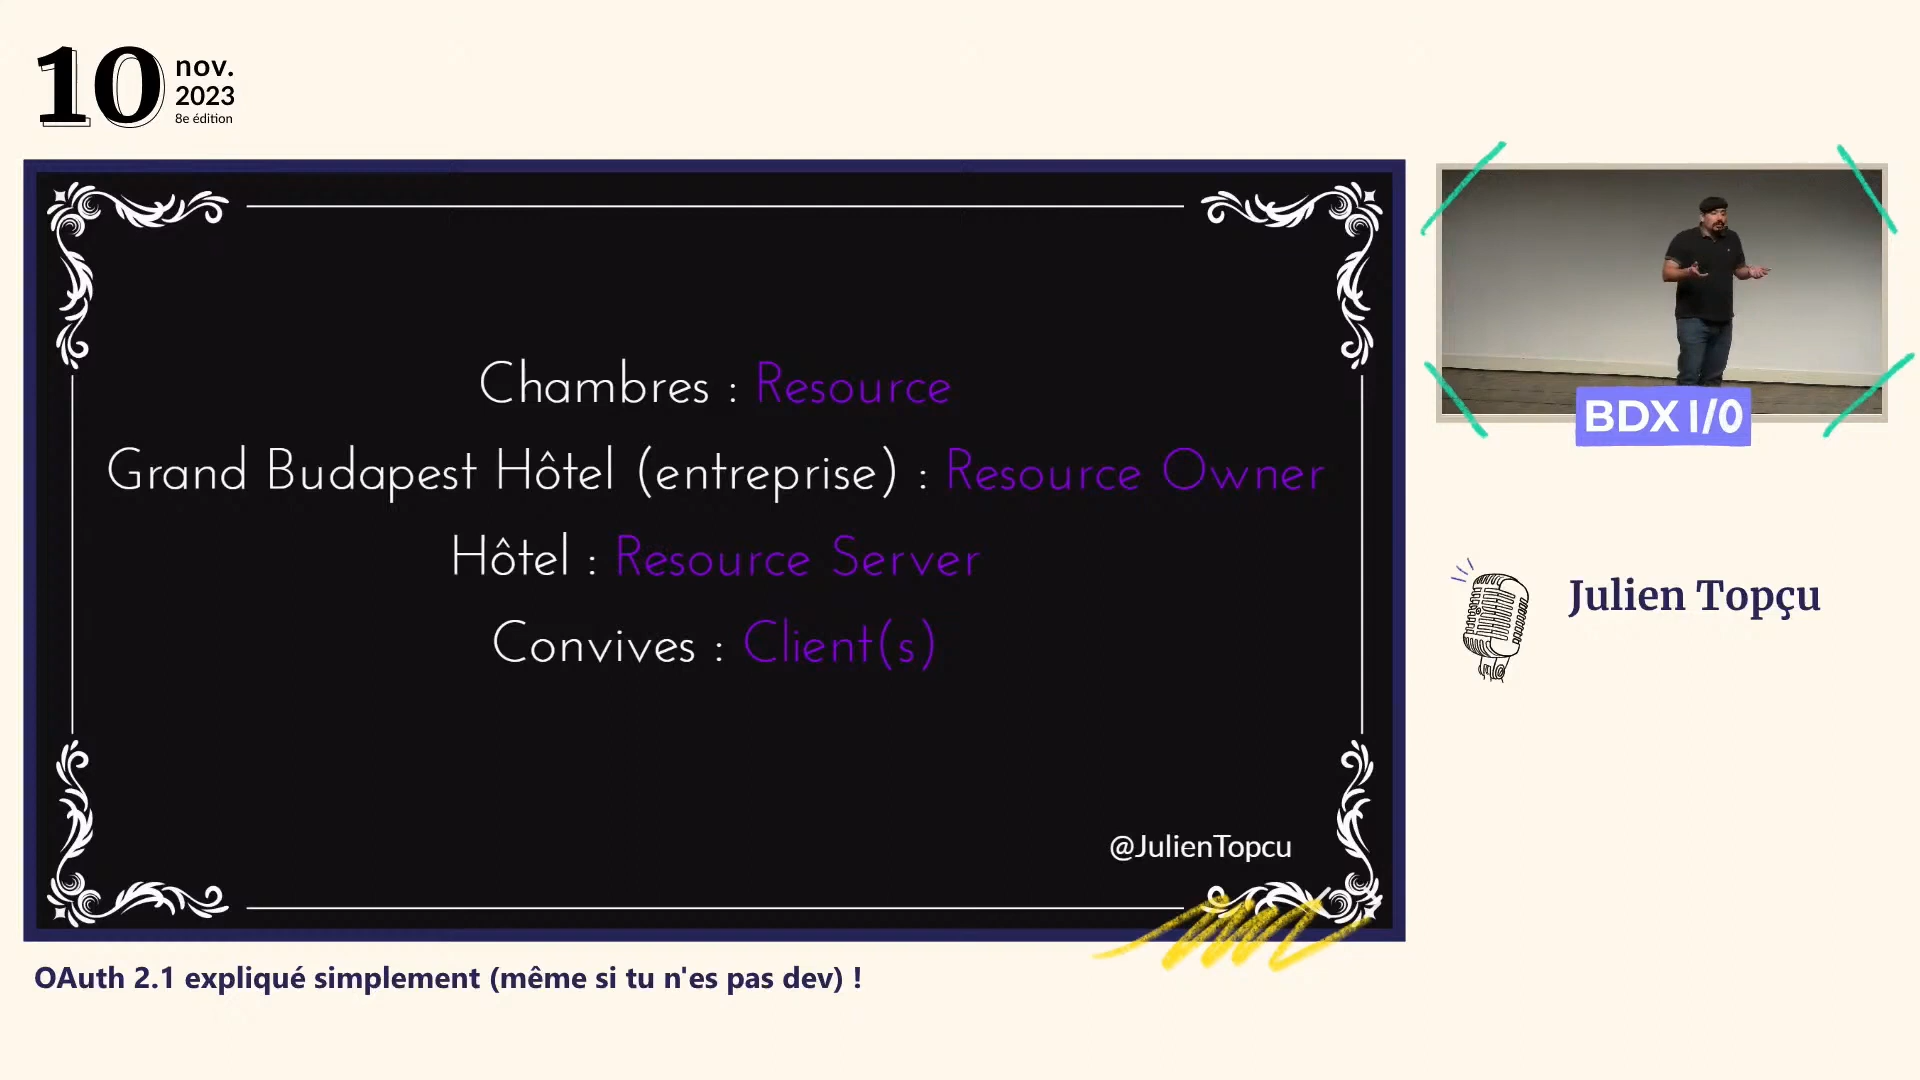 10 nov.
2023
8e édition
Chambres : Resource
Grand Budapest Hôtel (entreprise) : Resource Owner
Hôtel : Resource Server
Convives : Client(s)
@JulienTopcu
BDX I/O
Julien Topçu
OAuth 2.1 expliqué simplement (même si tu n'es pas dev) !